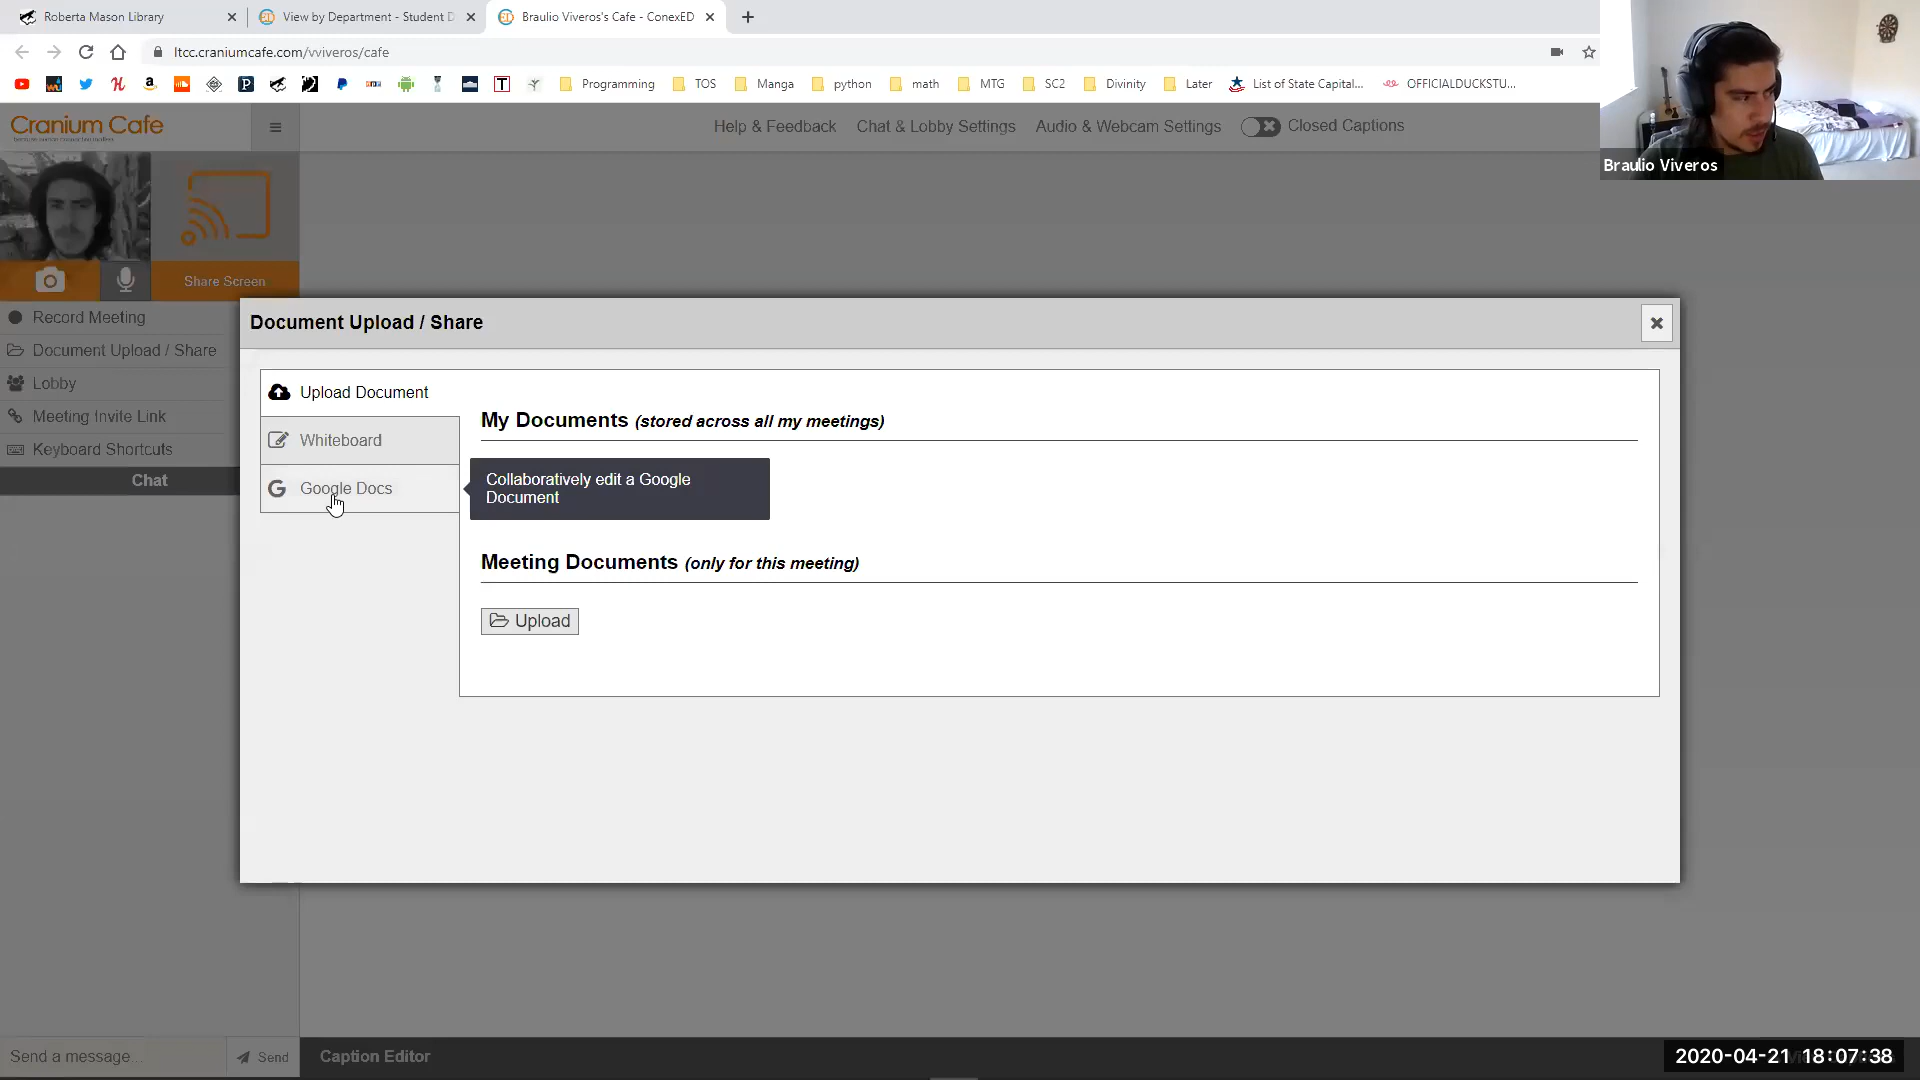 Roberta Mason Library
View by Department - Student D
Braulio Viveros's Cafe - ConexED
ltcc.craniumcafe.com/vviveros/cafe
Programming
TOS
Manga
python
math
MTG
SC2
Divinity
Later
List of State Capital...
OFFICIALDUCKSTU...
Cranium Cafe
Help & Feedback
Chat & Lobby Settings
Audio & Webcam Settings
Closed Captions
Braulio Viveros
Share Screen
Record Meeting
Document Upload / Share
Lobby
Meeting Invite Link
Keyboard Shortcuts
Chat
Document Upload / Share
Upload Document
Whiteboard
Google Docs
My Documents (stored across all my meetings)
Collaboratively edit a Google
Document
Meeting Documents (only for this meeting)
Upload
Send a message...
Send
Caption Editor
2020-04-21 18:07:38